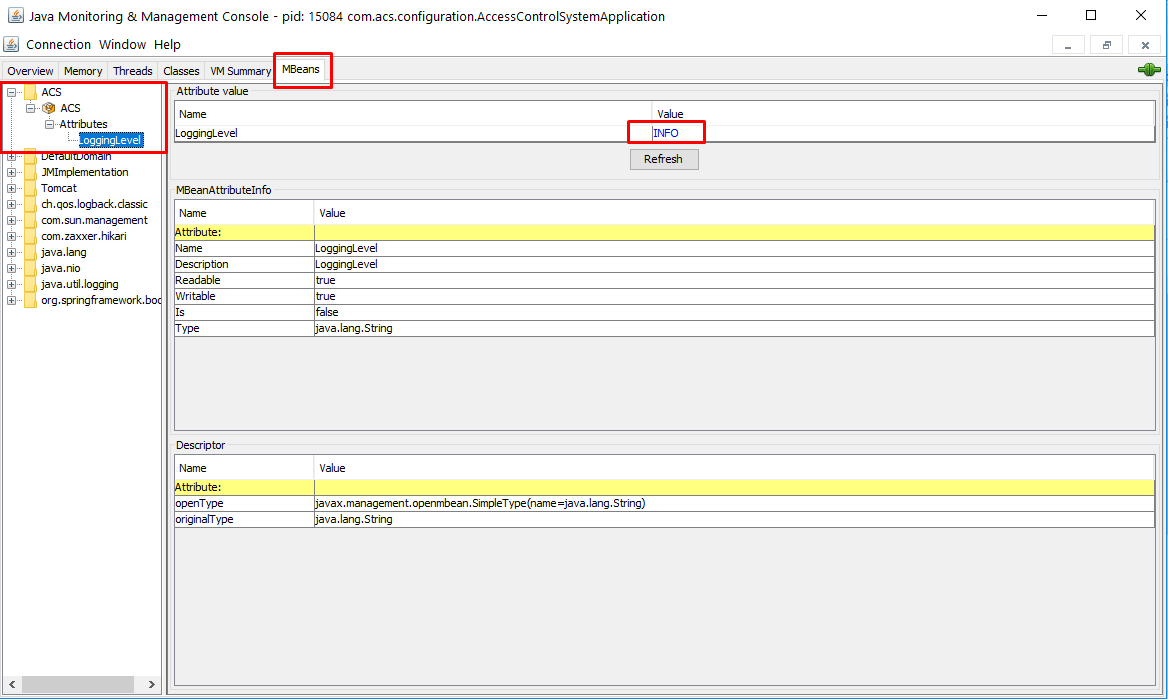 Java Monitoring & Management Console - pid: 15084 com.acs.configuration.AccessControlSystemApplication
Connection Window Help
Overview Memory Threads Classes VM Summary MBeans
ACS
ACS
Attributes
LoggingLevel
DefaultDomain
JMImplementation
Tomcat
ch.qos.logback.classic
com.sun.management
com.zaxxer.hikari
java.lang
java.nio
java.util.logging
org.springframework.boo
Attribute value
Name Value
LoggingLevel INFO
Refresh
MBeanAttributeInfo
Name Value
Attribute:
Name LoggingLevel
Description LoggingLevel
Readable true
Writable true
Is false
Type java.lang.String
Descriptor
Name Value
Attribute:
openType javax.management.openmbean.SimpleType(name=java.lang.String)
originalType java.lang.String